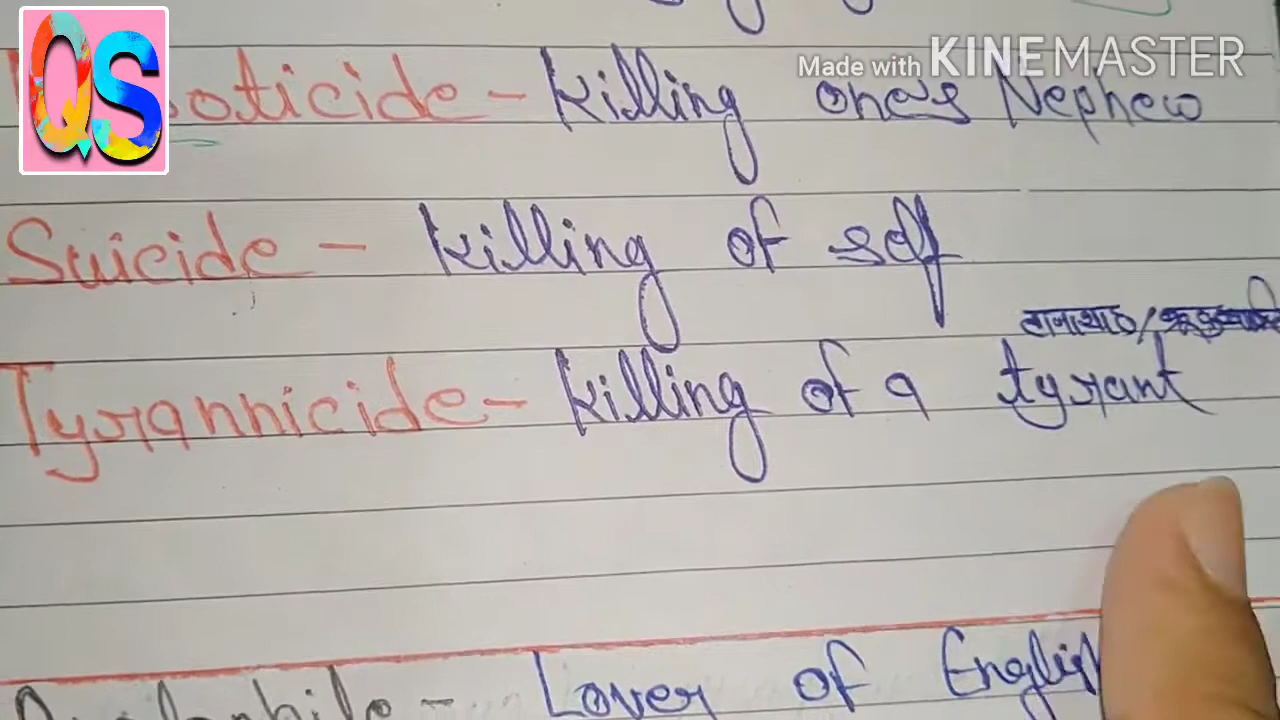 QS
Made with KINEMASTER
oticide - Killing one's Nephew
Suicide - Killing of self
Tyrannicide - Killing of a tyrant
Lover of English